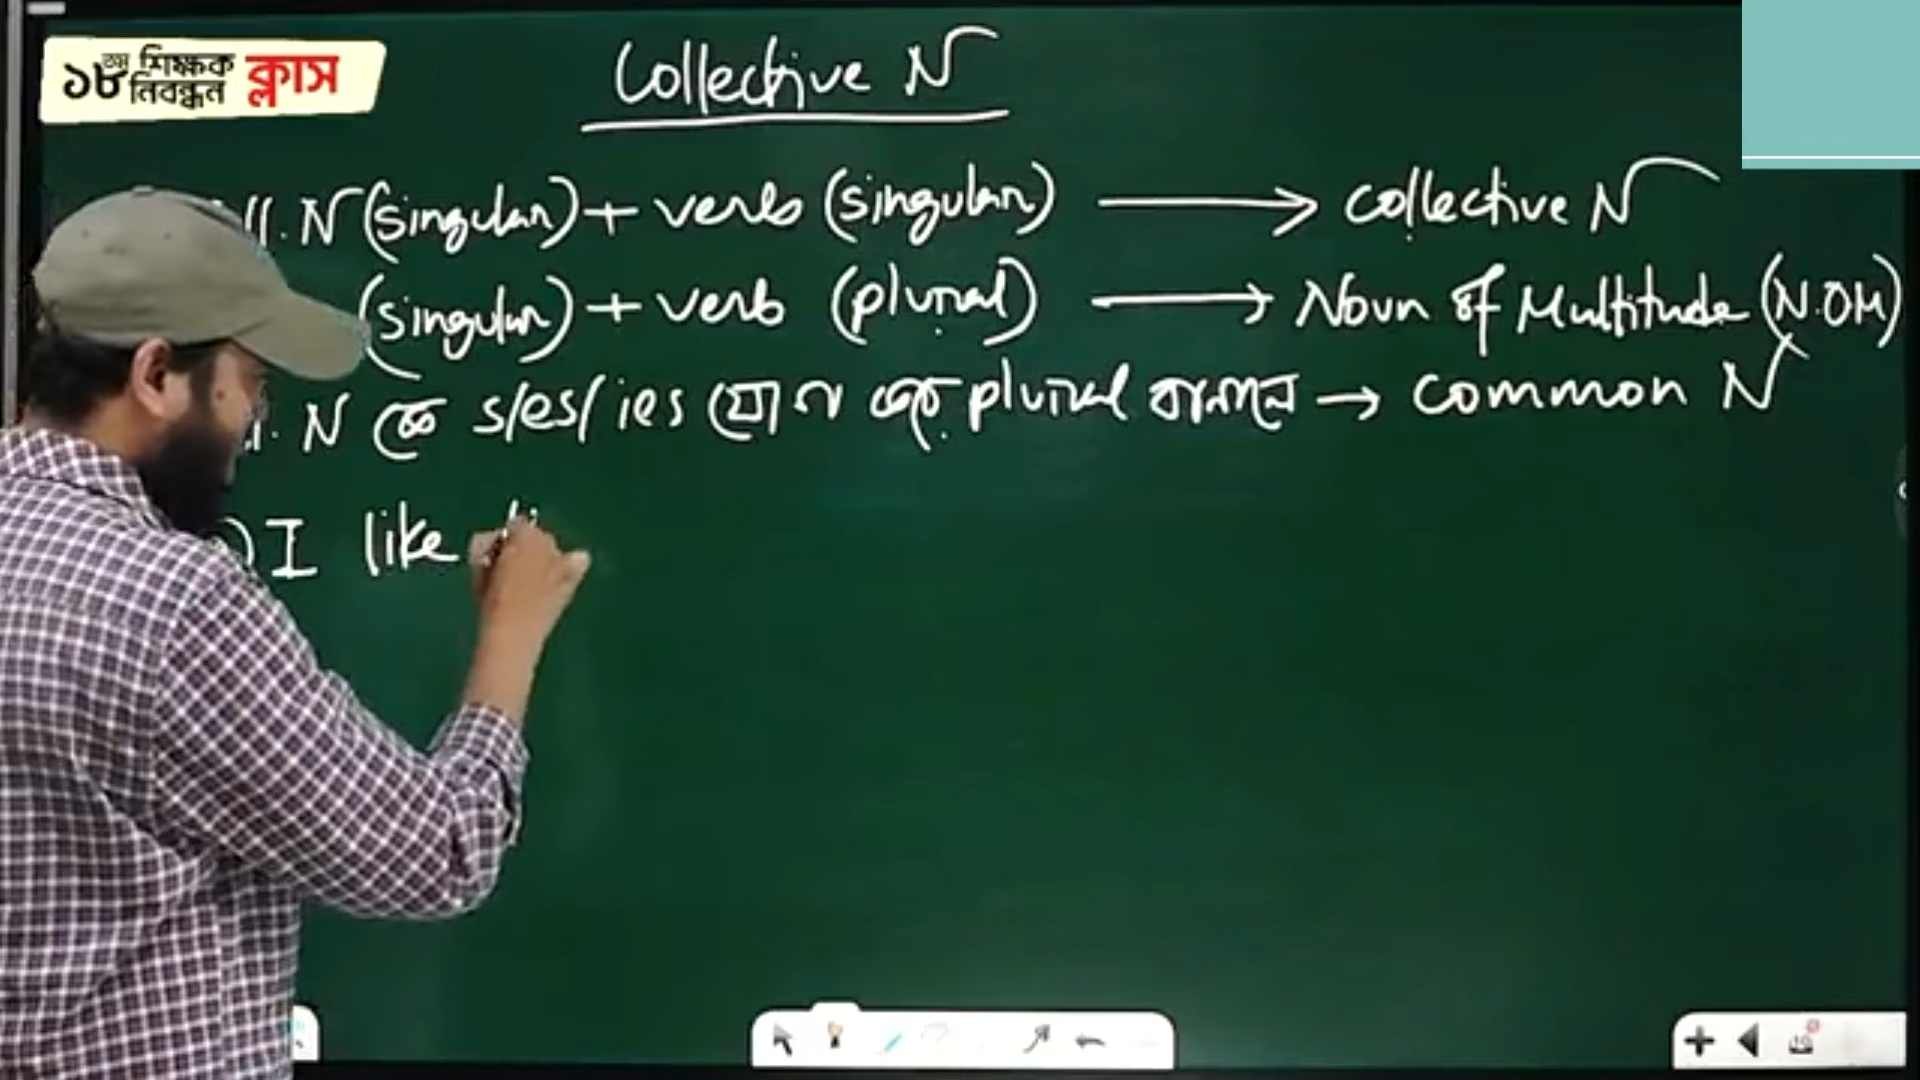 ১৮তম শিক্ষক নিবন্ধন ক্লাস
Collective N
ll. N (singular) + verb (singular) → collective N
(singular) + verb (plural) → Noun of Multitude (N.OM)
ll. N কে s/es/ies যোগ করে plural বানালে → common N
I like